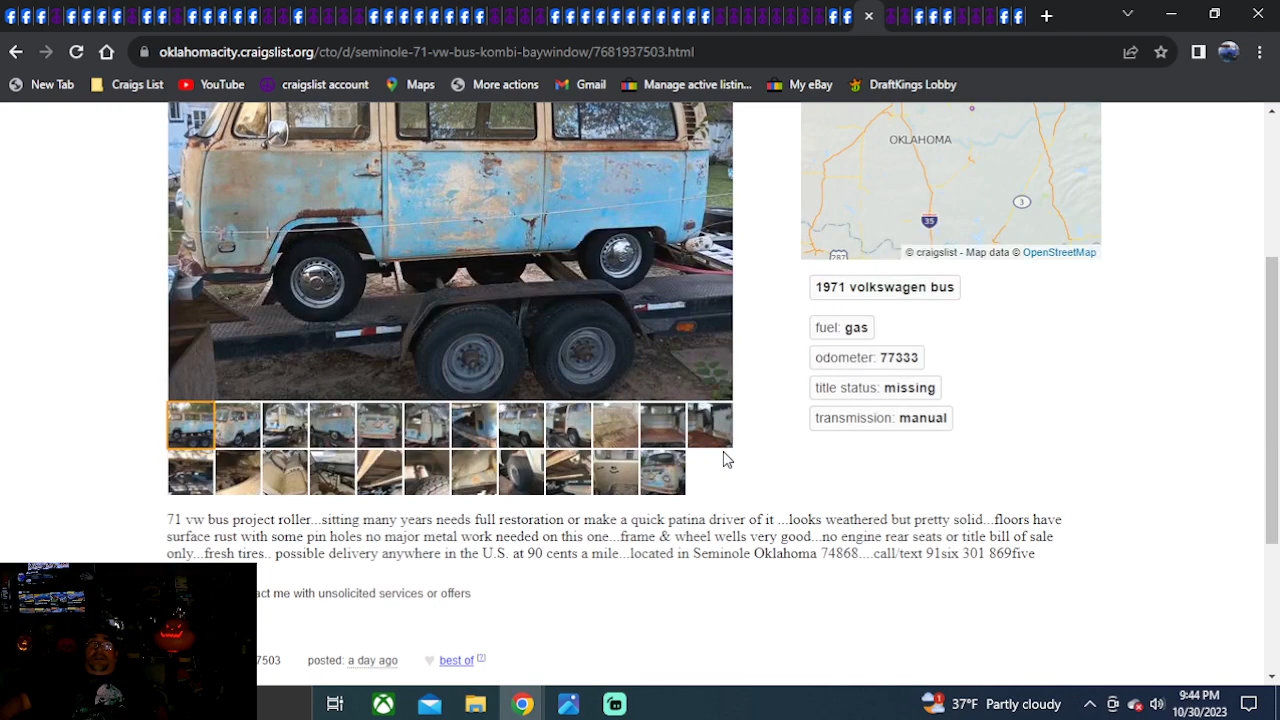 oklahomacity.craigslist.org/cto/d/seminole-71-vw-bus-kombi-baywindow/7681937503.html
New Tab Craigs List YouTube craigslist account Maps More actions Gmail Manage active listin... My eBay DraftKings Lobby
OKLAHOMA
3
35
287
© craigslist - Map data © OpenStreetMap
1971 volkswagen bus
fuel: gas
odometer: 77333
title status: missing
transmission: manual
71 vw bus project roller...sitting many years needs full restoration or make a quick patina driver of it ...looks weathered but pretty solid...floors have
surface rust with some pin holes no major metal work needed on this one...frame & wheel wells very good...no engine rear seats or title bill of sale
only...fresh tires.. possible delivery anywhere in the U.S. at 90 cents a mile...located in Seminole Oklahoma 74868....call/text 91six 301 869five
act me with unsolicited services or offers
7503 posted: a day ago best of [?]
1 37°F Partly cloudy
9:44 PM
10/30/2023